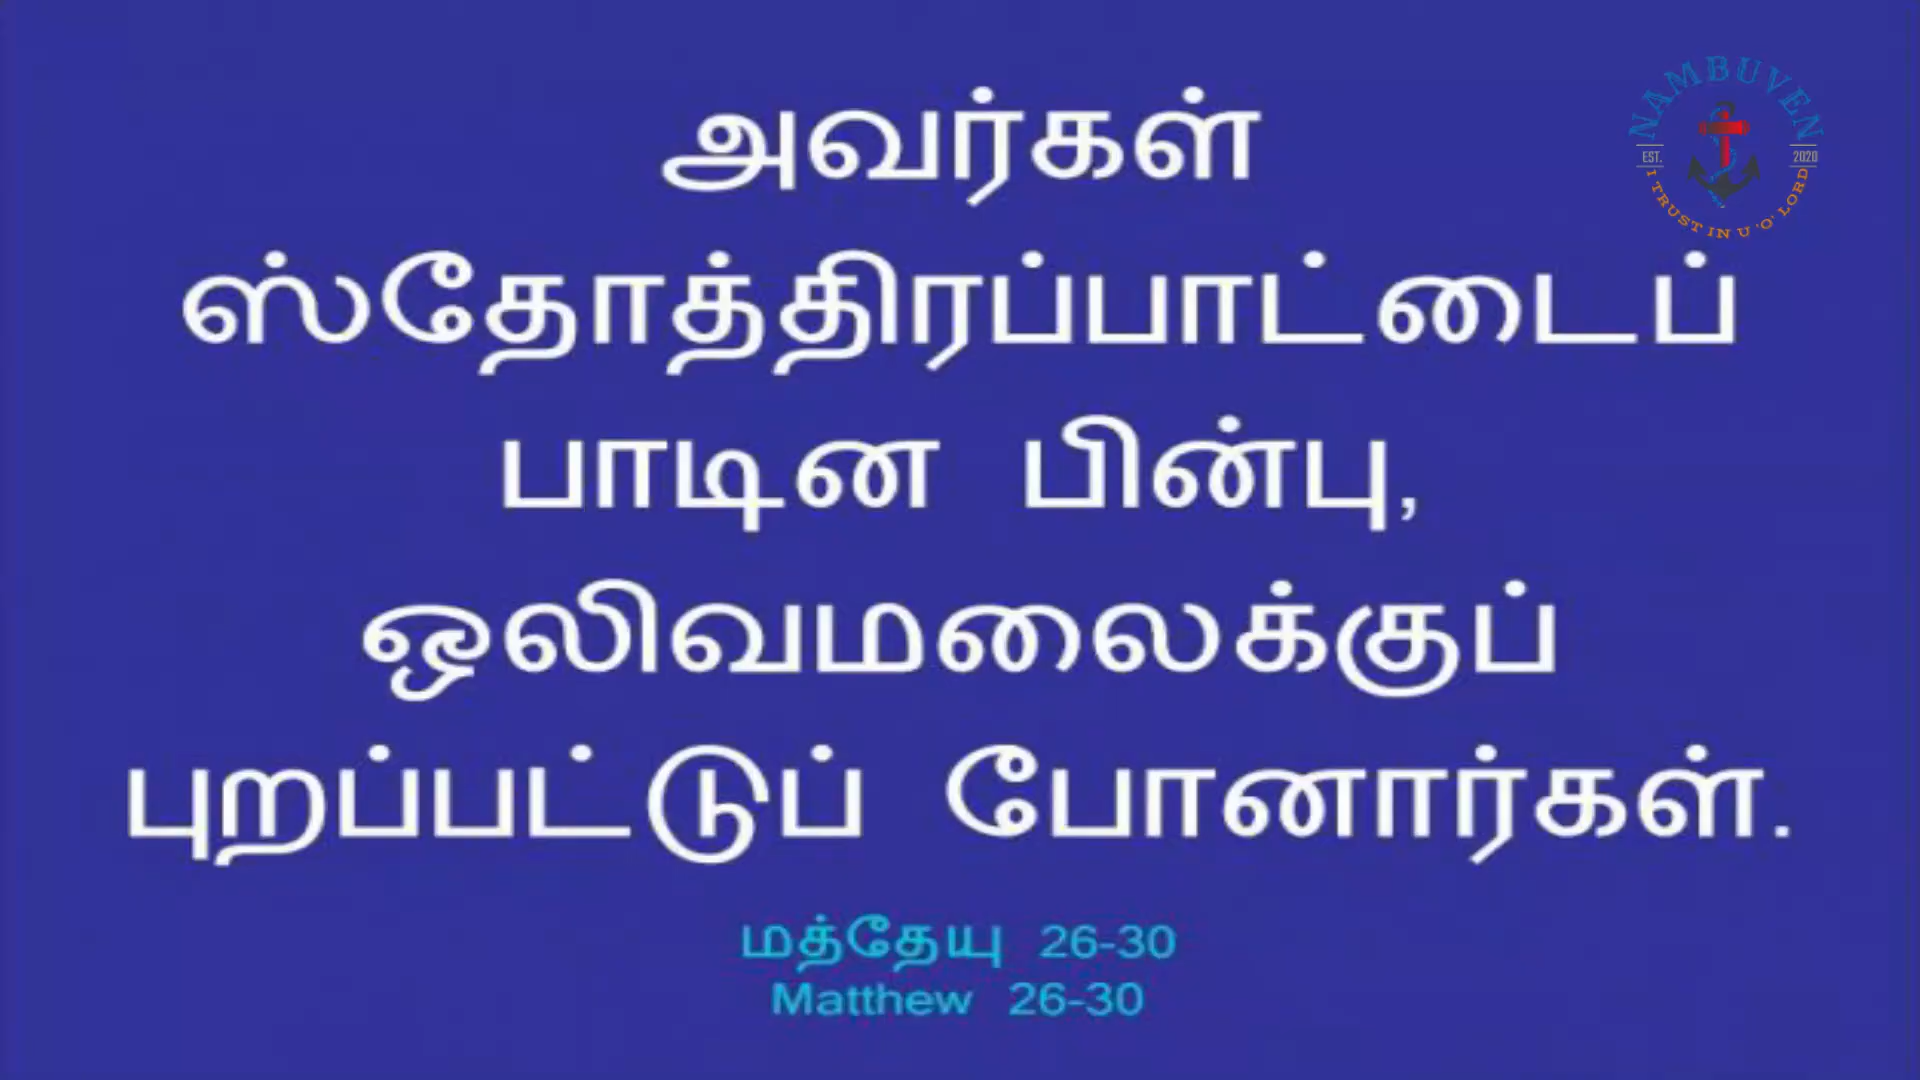 NAMBUVEN
EST. 2020
I TRUST IN U 'O' LORD
அவர்கள்
ஸ்தோத்திரப்பாட்டைப்
பாடின பின்பு,
ஒலிவமலைக்குப்
புறப்பட்டுப் போனார்கள்.
மத்தேயு 26-30
Matthew 26-30